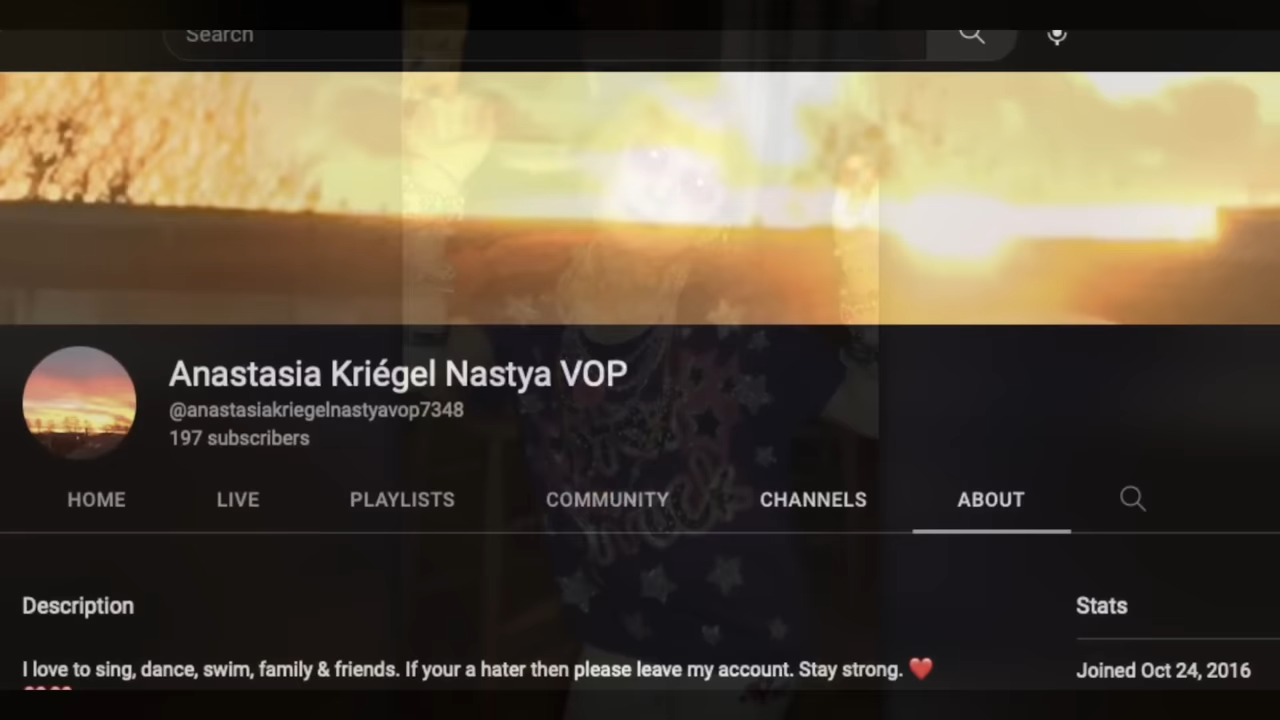 Search
Anastasia Kriégel Nastya VOP
@anastasiakriegelnastyavop7348
197 subscribers
HOME LIVE PLAYLISTS COMMUNITY CHANNELS ABOUT
Description
Stats
I love to sing, dance, swim, family & friends. If your a hater then please leave my account. Stay strong. ❤️
Joined Oct 24, 2016